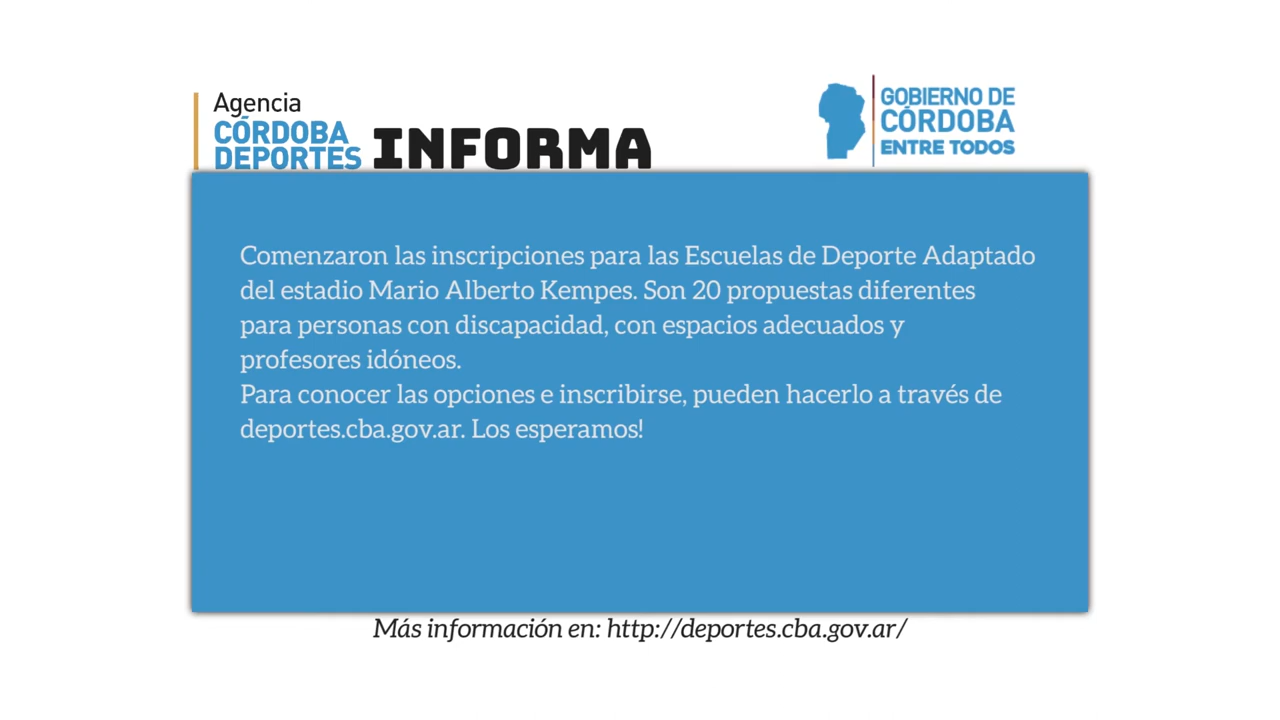 Agencia
CÓRDOBA
DEPORTES INFORMA
GOBIERNO DE
CÓRDOBA
ENTRE TODOS
Comenzaron las inscripciones para las Escuelas de Deporte Adaptado
del estadio Mario Alberto Kempes. Son 20 propuestas diferentes
para personas con discapacidad, con espacios adecuados y
profesores idóneos.
Para conocer las opciones e inscribirse, pueden hacerlo a través de
deportes.cba.gov.ar. Los esperamos!
Más información en: http://deportes.cba.gov.ar/